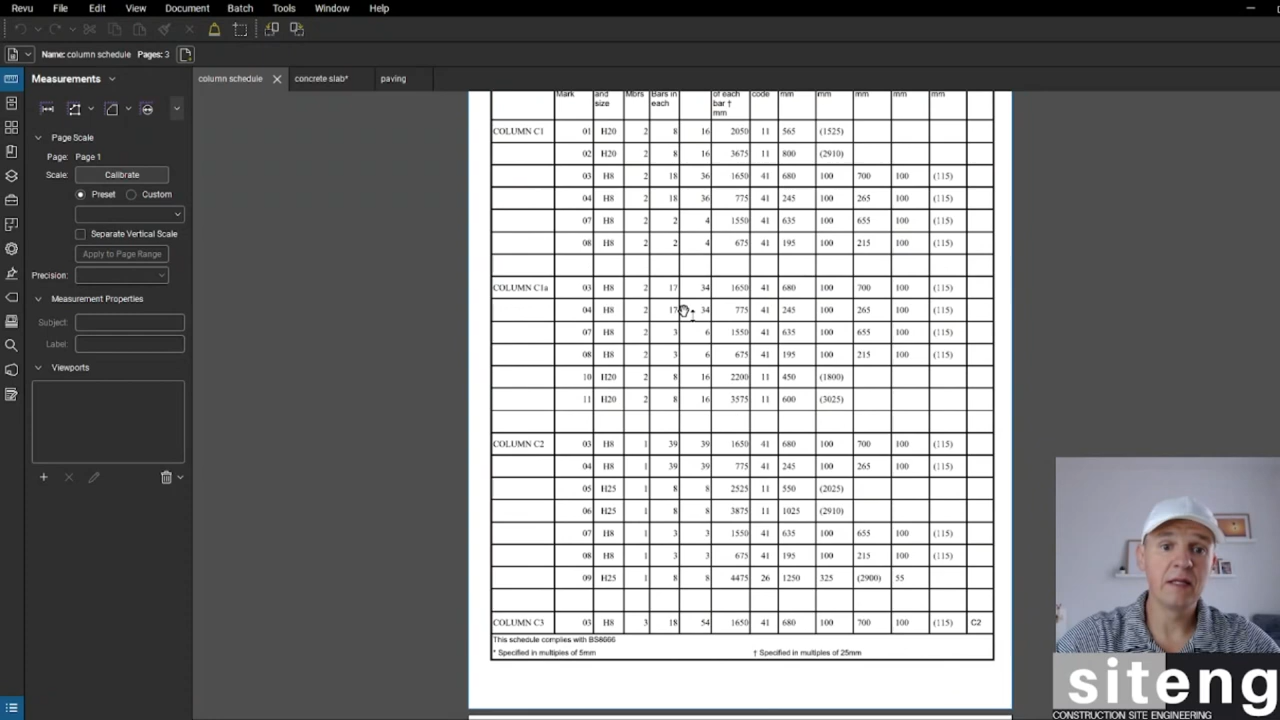 Revu File Edit View Document Batch Tools Window Help
Name: column schedule Pages: 3
Measurements column schedule concrete slab* paving
Page Scale
Page: Page 1
Scale: Calibrate
Preset Custom
Separate Vertical Scale
Apply to Page Range
Precision:
Measurement Properties
Subject:
Label:
Viewports
Mark and size Mbrs Bars in each of each bar † mm code mm mm mm mm mm
COLUMN C1 01 H20 2 8 16 2050 11 565 (1525)
02 H20 2 8 16 3675 11 800 (2910)
03 H8 2 18 36 1650 41 680 100 700 100 (115)
04 H8 2 18 36 775 41 245 100 265 100 (115)
07 H8 2 2 4 1550 41 635 100 655 100 (115)
08 H8 2 2 4 675 41 195 100 215 100 (115)
COLUMN C1a 03 H8 2 17 34 1650 41 680 100 700 100 (115)
04 H8 2 17 34 775 41 245 100 265 100 (115)
07 H8 2 3 6 1550 41 635 100 655 100 (115)
08 H8 2 3 6 675 41 195 100 215 100 (115)
10 H20 2 8 16 2200 11 450 (1800)
11 H20 2 8 16 3575 11 600 (3025)
COLUMN C2 03 H8 1 39 39 1650 41 680 100 700 100 (115)
04 H8 1 39 39 775 41 245 100 265 100 (115)
05 H25 1 8 8 2525 11 550 (2025)
06 H25 1 8 8 3875 11 1025 (2910)
07 H8 1 3 3 1550 41 635 100 655 100 (115)
08 H8 1 3 3 675 41 195 100 215 100 (115)
09 H25 1 8 8 4475 26 1250 325 (2900) 55
COLUMN C3 03 H8 3 18 54 1650 41 680 100 700 100 (115) C2
This schedule complies with BS8666
* Specified in multiples of 5mm † Specified in multiples of 25mm
siteng
CONSTRUCTION SITE ENGINEERING